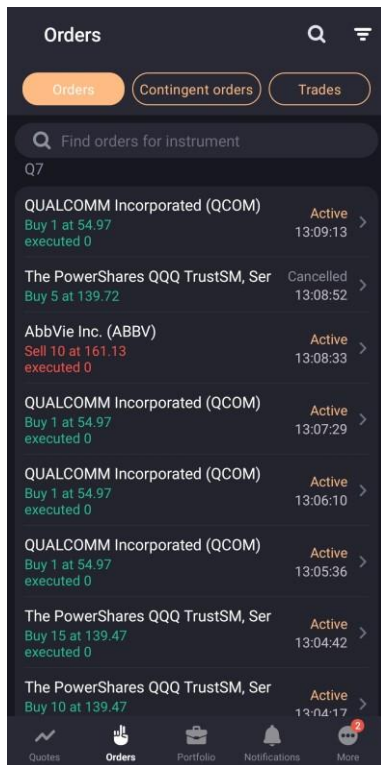 Orders
Orders
Contingent orders
Trades
Find orders for instrument
Q7
QUALCOMM Incorporated (QCOM)
Active
Buy 1 at 54.97
13:09:13
executed 0
The PowerShares QQQ TrustSM, Ser
Cancelled
Buy 5 at 139.72
13:08:52
AbbVie Inc. (ABBV)
Active
Sell 10 at 161.13
13:08:33
executed 0
QUALCOMM Incorporated (QCOM)
Active
Buy 1 at 54.97
13:07:29
executed 0
QUALCOMM Incorporated (QCOM)
Active
Buy 1 at 54.97
13:06:10
executed 0
QUALCOMM Incorporated (QCOM)
Active
Buy 1 at 54.97
13:05:36
executed 0
The PowerShares QQQ TrustSM, Ser
Active
Buy 15 at 139.47
13:04:42
executed 0
The PowerShares QQQ TrustSM, Ser
Active
Buy 10 at 139.47
13:04:17
2
Quotes
Orders
Portfolio
Notifications
More